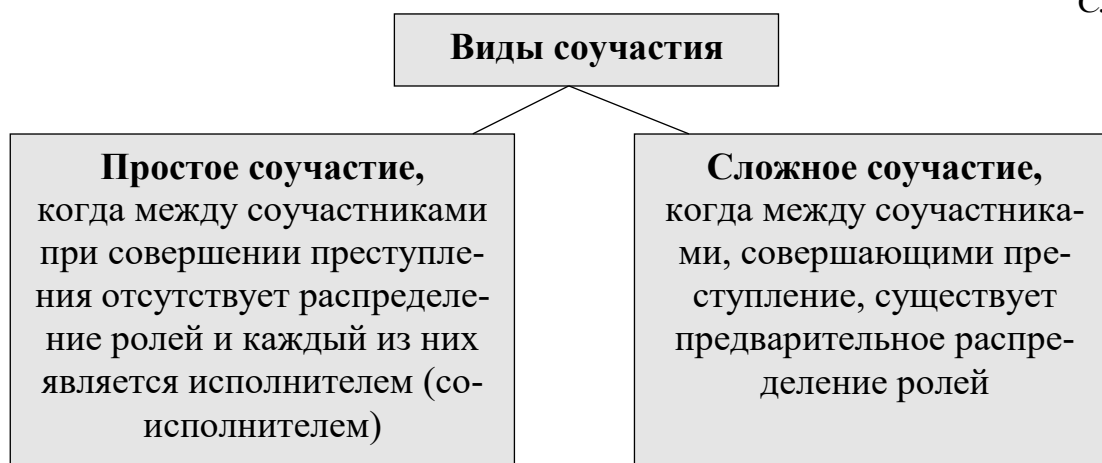 Виды соучастия
Простое соучастие,
когда между соучастниками
при совершении преступле-
ния отсутствует распределе-
ние ролей и каждый из них
является исполнителем (со-
исполнителем)
Сложное соучастие,
когда между соучастника-
ми, совершающими пре-
ступление, существует
предварительное распре-
деление ролей